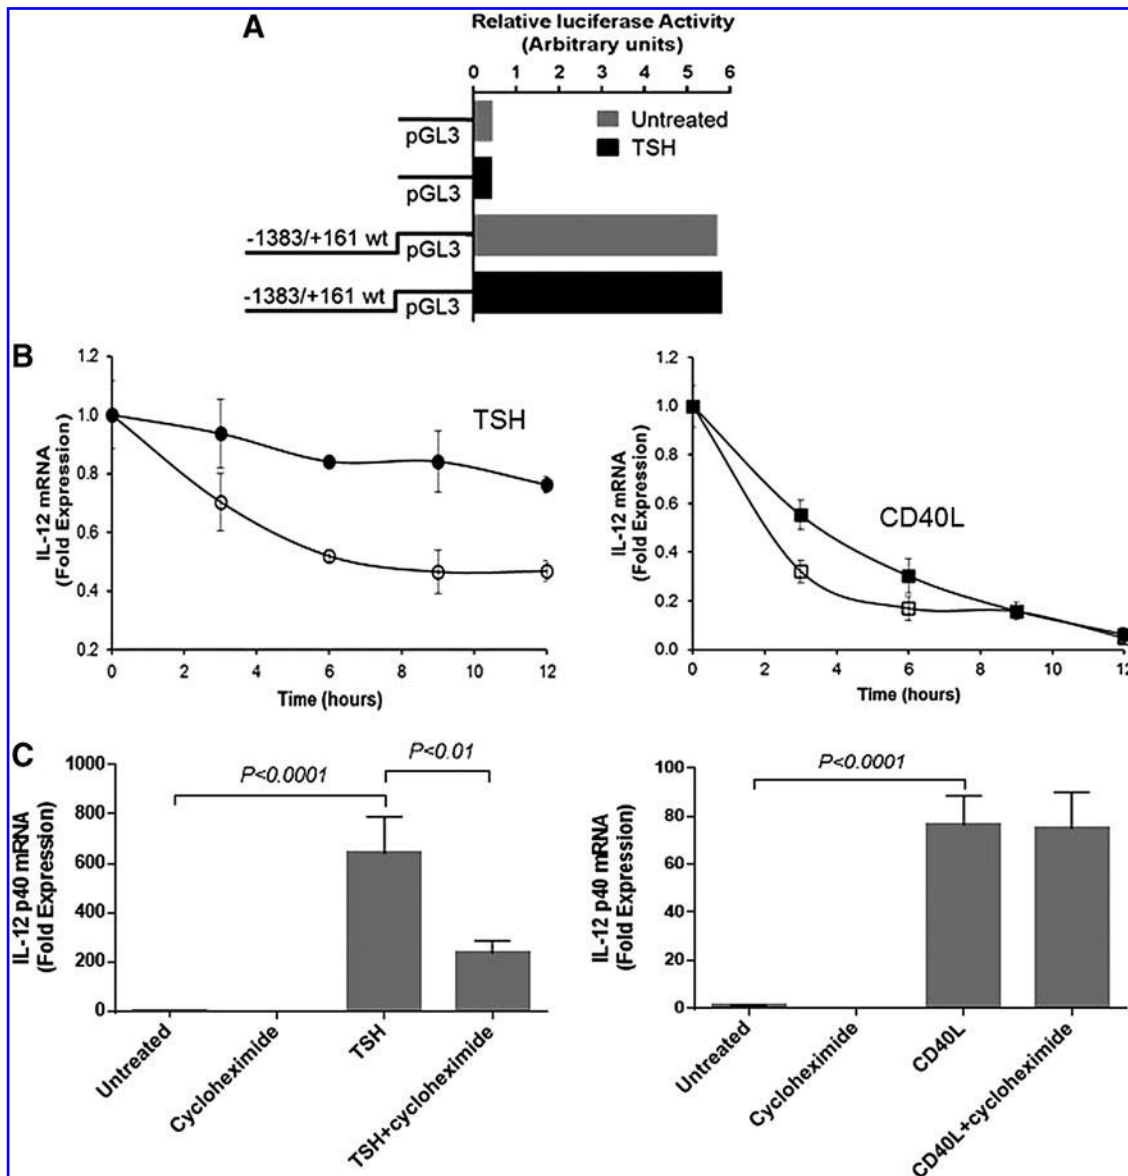 A
Relative luciferase Activity
(Arbitrary units)
0 1 2 3 4 5 6
Untreated
TSH
pGL3
pGL3
-1383/+161 wt pGL3
-1383/+161 wt pGL3
B
IL-12 mRNA
(Fold Expression)
1.2
1.0
0.8
0.6
0.4
0.2
TSH
0 2 4 6 8 10 12
Time (hours)
IL-12 mRNA
(Fold Expression)
1.2
1.0
0.8
0.6
0.4
0.2
0.0
CD40L
0 2 4 6 8 10 12
Time (hours)
C
IL-12 p40 mRNA
(Fold Expression)
1000
800
600
400
200
0
P<0.0001
P<0.01
Untreated
Cycloheximide
TSH
TSH+cycloheximide
IL-12 p40 mRNA
(Fold Expression)
100
80
60
40
20
0
P<0.0001
Untreated
Cycloheximide
CD40L
CD40L+cycloheximide